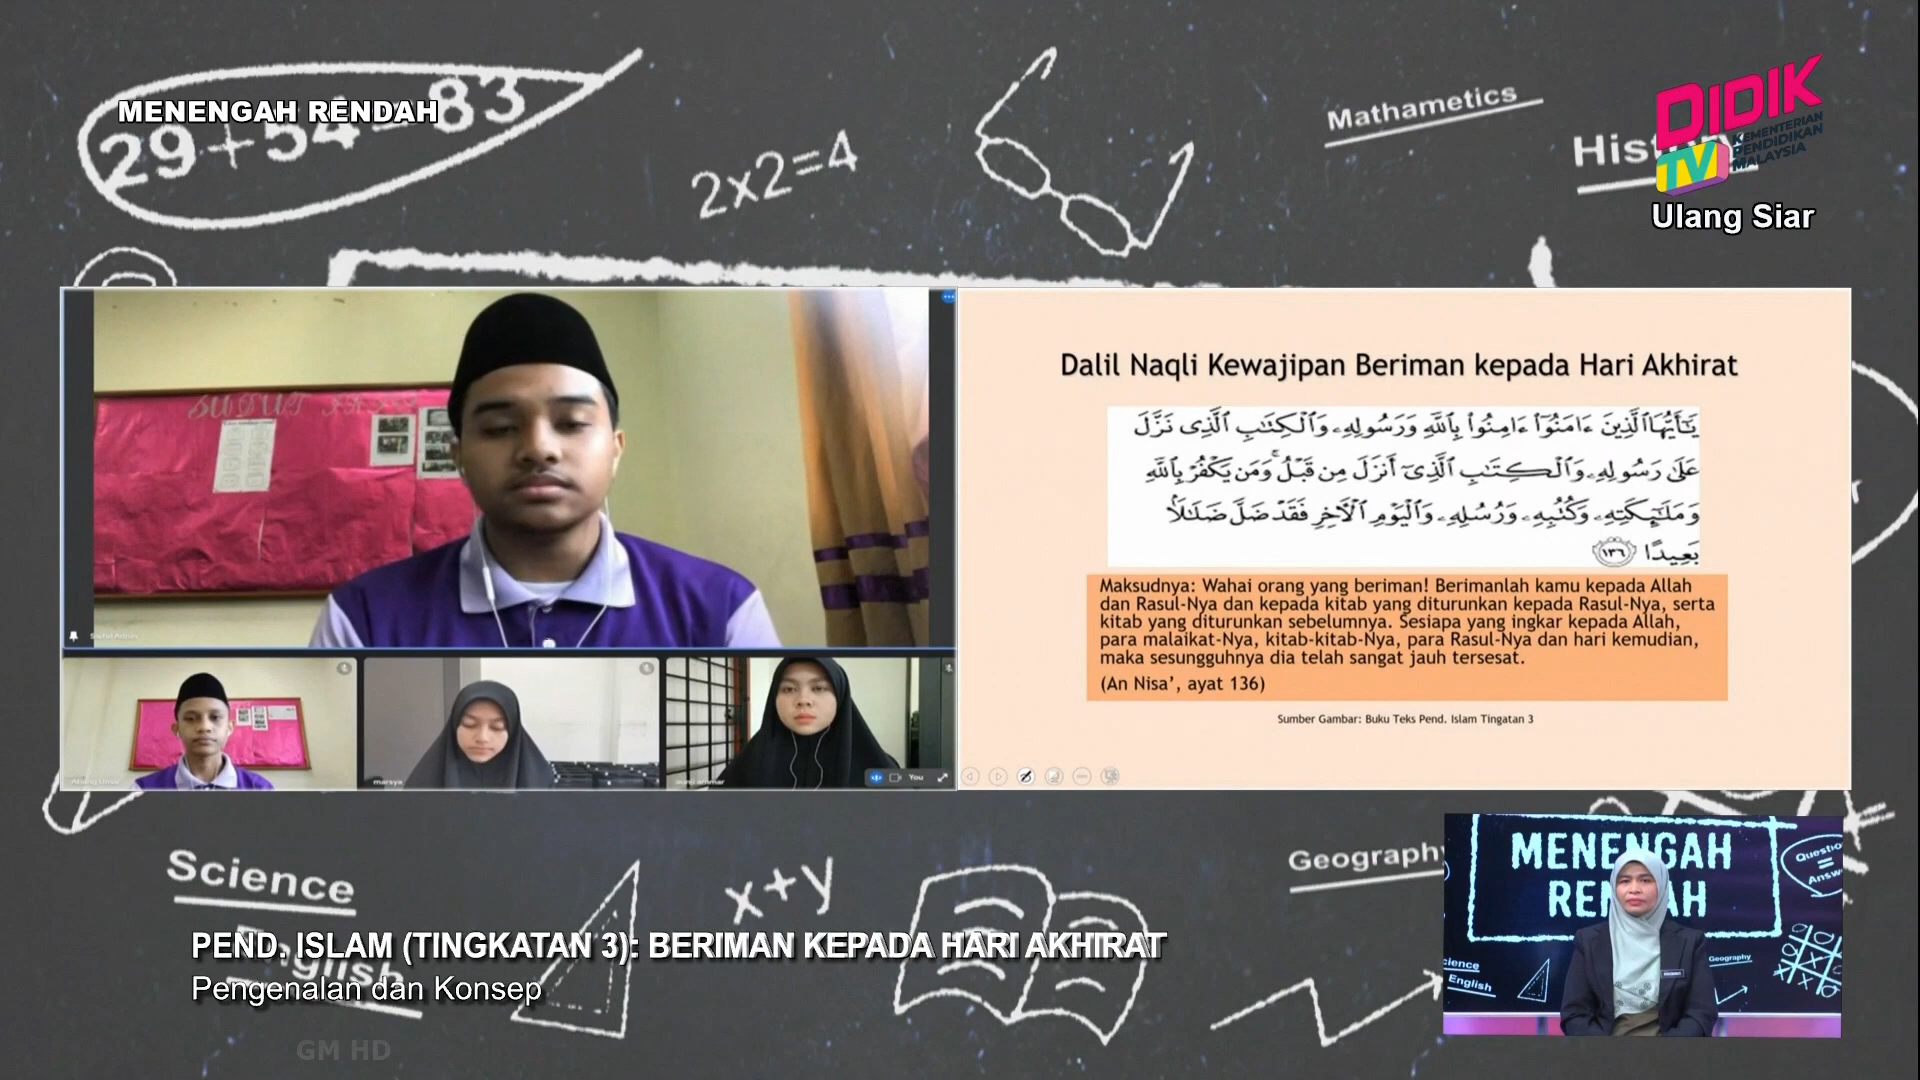 MENENGAH RENDAH
29+54=83
2x2=4
Mathametics
History
DIDIK
TV
KEMENTERIAN
PENDIDIKAN
MALAYSIA
Ulang Siar
SUDUT
Dalil Naqli Kewajipan Beriman kepada Hari Akhirat
يَـٰٓأَيُّهَا ٱلَّذِينَ ءَامَنُوٓا۟ ءَامِنُوا۟ بِٱللَّهِ وَرَسُولِهِۦ وَٱلْكِتَـٰبِ ٱلَّذِى نَزَّلَ
عَلَىٰ رَسُولِهِۦ وَٱلْكِتَـٰبِ ٱلَّذِىٓ أَنزَلَ مِن قَبْلُ ۚ وَمَن يَكْفُرْ بِٱللَّهِ
وَمَلَـٰٓئِكَتِهِۦ وَكُتُبِهِۦ وَرُسُلِهِۦ وَٱلْيَوْمِ ٱلْـَٔاخِرِ فَقَدْ ضَلَّ ضَلَـٰلًۢا
بَعِيدًا ١٣٦
Maksudnya: Wahai orang yang beriman! Berimanlah kamu kepada Allah
dan Rasul-Nya dan kepada kitab yang diturunkan kepada Rasul-Nya, serta
kitab yang diturunkan sebelumnya. Sesiapa yang ingkar kepada Allah,
para malaikat-Nya, kitab-kitab-Nya, para Rasul-Nya dan hari kemudian,
maka sesungguhnya dia telah sangat jauh tersesat.
(An Nisa’, ayat 136)
Sumber Gambar: Buku Teks Pend. Islam Tingatan 3
marsya
You
Science
English
x+y
Geography
PEND. ISLAM (TINGKATAN 3): BERIMAN KEPADA HARI AKHIRAT
Pengenalan dan Konsep
GM HD
MENENGAH
RENDAH
Science
English
Geography